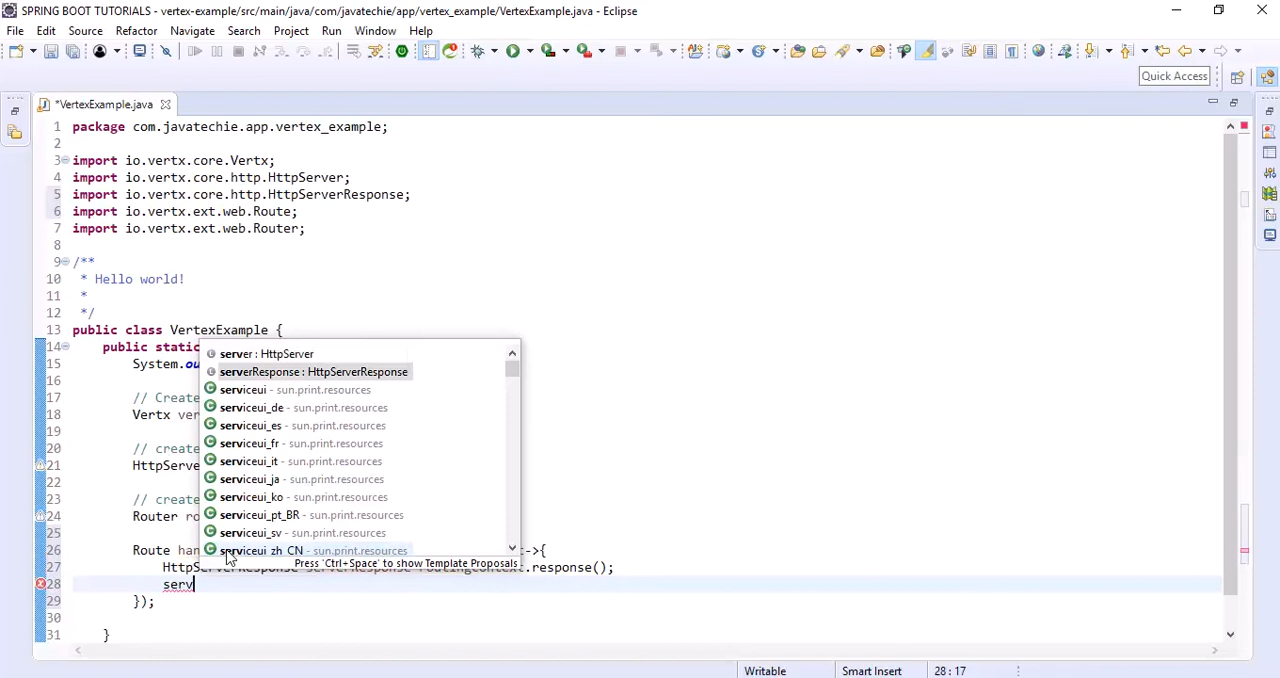 SPRING BOOT TUTORIALS - vertex-example/src/main/java/com/javatechie/app/vertex_example/VertexExample.java - Eclipse
File Edit Source Refactor Navigate Search Project Run Window Help
Quick Access
*VertexExample.java
1 package com.javatechie.app.vertex_example;
2
3 import io.vertx.core.Vertx;
4 import io.vertx.core.http.HttpServer;
5 import io.vertx.core.http.HttpServerResponse;
6 import io.vertx.ext.web.Route;
7 import io.vertx.ext.web.Router;
8
9 /**
10 * Hello world!
11 *
12 */
13 public class VertexExample {
14 public static
15 System.ou
16
17 // Create
18 Vertx ver
19
20 // create
21 HttpServe
22
23 // create
24 Router ro
25
26 Route han t->{
27 HttpServerResponse serverResponse routingContext.response();
28 serv
29 });
30
31 }
server : HttpServer
serverResponse : HttpServerResponse
serviceui - sun.print.resources
serviceui_de - sun.print.resources
serviceui_es - sun.print.resources
serviceui_fr - sun.print.resources
serviceui_it - sun.print.resources
serviceui_ja - sun.print.resources
serviceui_ko - sun.print.resources
serviceui_pt_BR - sun.print.resources
serviceui_sv - sun.print.resources
serviceui_zh_CN - sun.print.resources
Press 'Ctrl+Space' to show Template Proposals
Writable Smart Insert 28 : 17